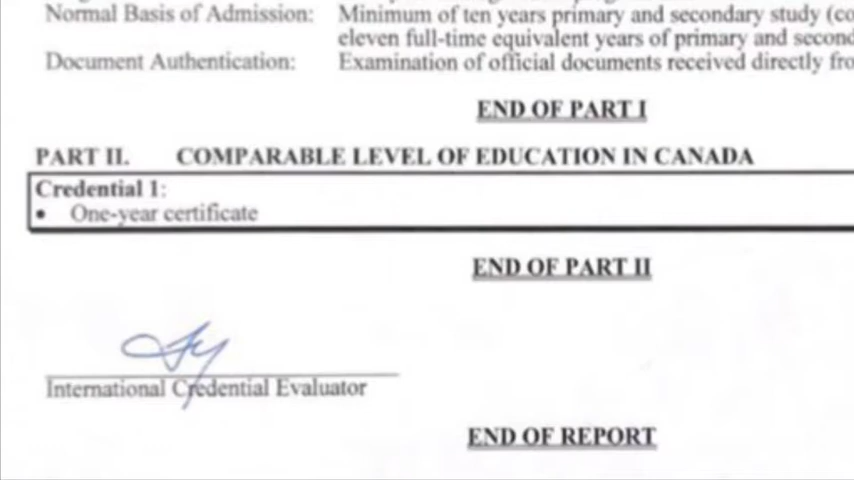 Normal Basis of Admission: Minimum of ten years primary and secondary study
eleven full-time equivalent years of primary and
Document Authentication: Examination of official documents received directly
END OF PART I
PART II. COMPARABLE LEVEL OF EDUCATION IN CANADA
Credential 1:
• One-year certificate
END OF PART II
International Credential Evaluator
END OF REPORT